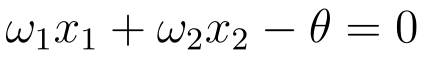 ω₁x₁ + ω₂x₂ − θ = 0